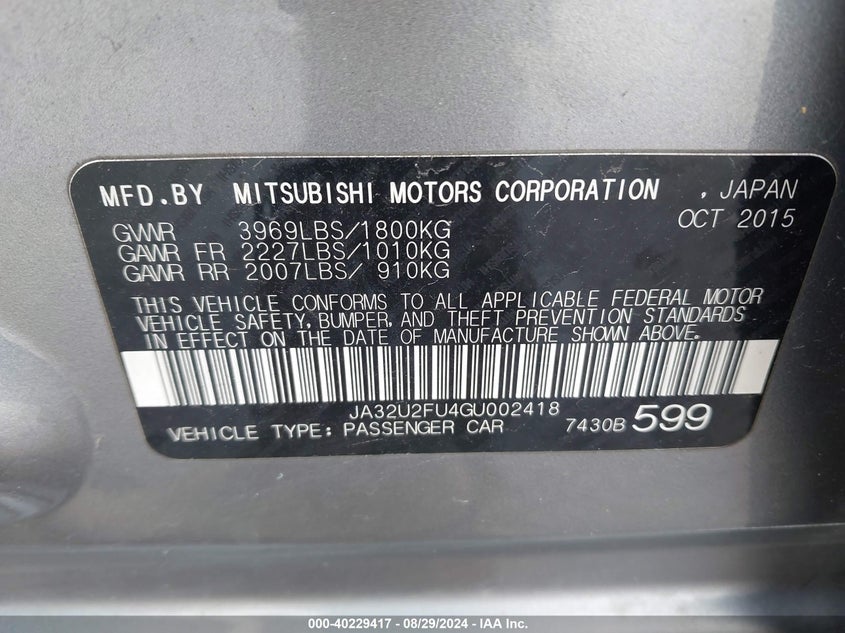 MFD.BY MITSUBISHI MOTORS CORPORATION , JAPAN
OCT 2015
GVWR 3969LBS/1800KG
GAWR FR 2227LBS/1010KG
GAWR RR 2007LBS/ 910KG
THIS VEHICLE CONFORMS TO ALL APPLICABLE FEDERAL MOTOR
VEHICLE SAFETY, BUMPER, AND THEFT PREVENTION STANDARDS
IN EFFECT ON THE DATE OF MANUFACTURE SHOWN ABOVE.
JA32U2FU4GU002418
VEHICLE TYPE: PASSENGER CAR 7430B 599
000-40229417 - 08/29/2024 - IAA Inc.